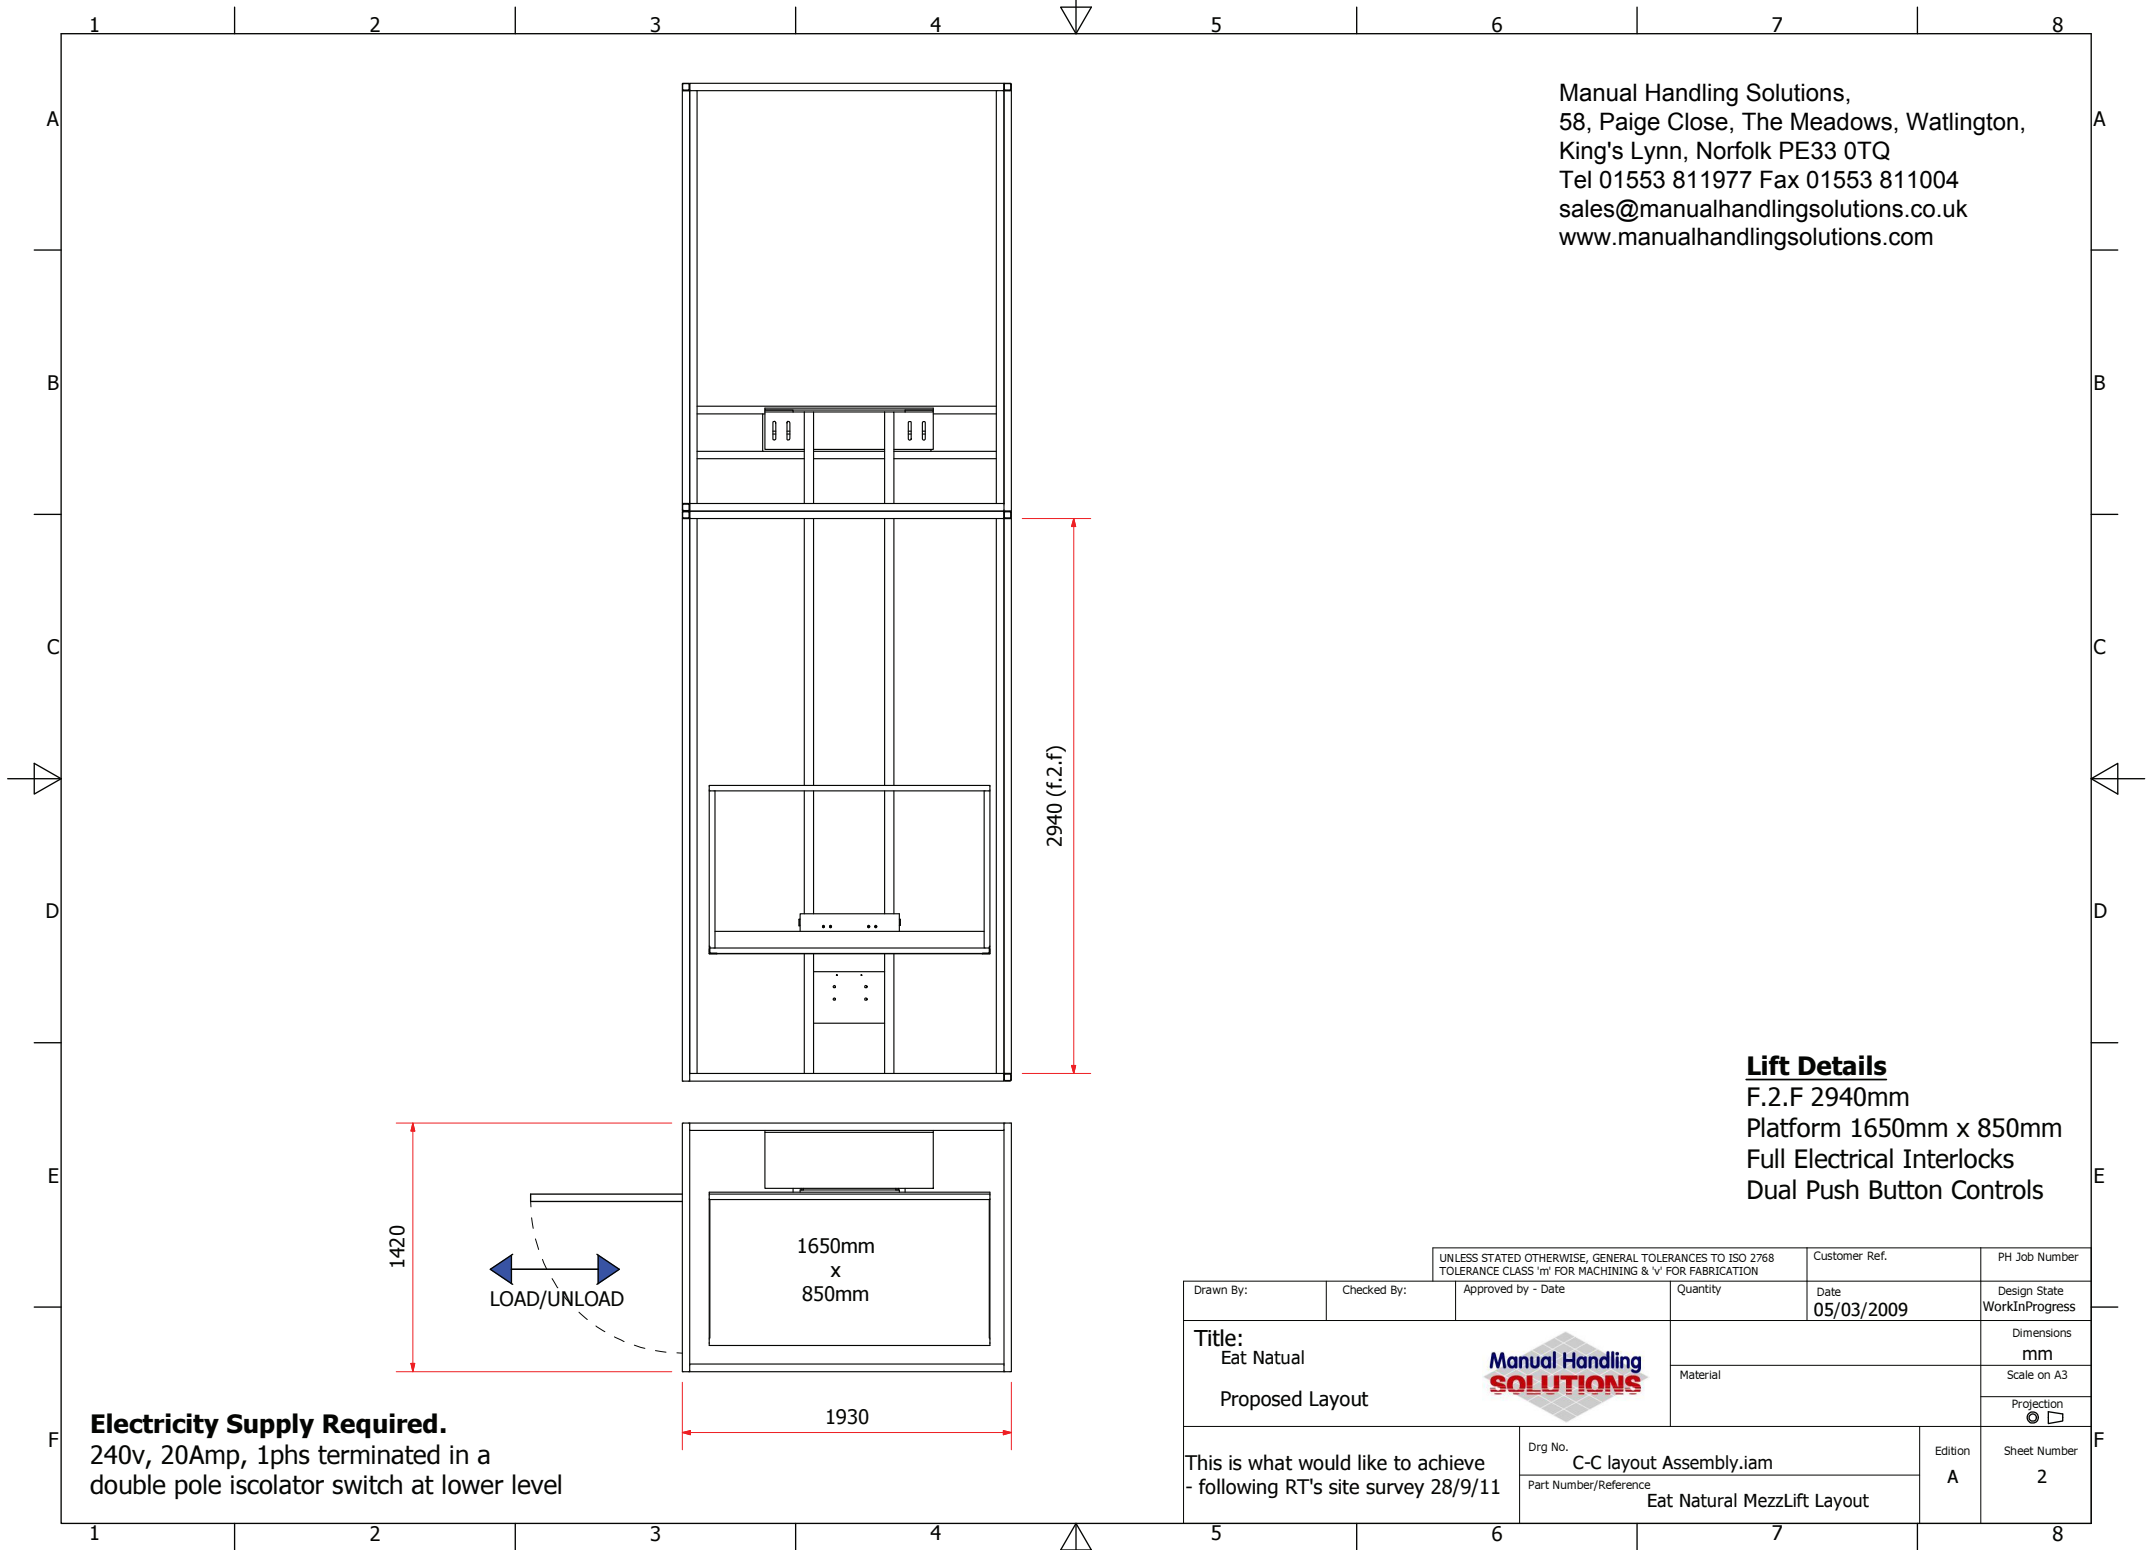 1 2 3 4 5 6 7 8
A A
B B
C C
D D
E E
F F
Manual Handling Solutions,
58, Paige Close, The Meadows, Watlington,
King's Lynn, Norfolk PE33 0TQ
Tel 01553 811977 Fax 01553 811004
sales@manualhandlingsolutions.co.uk
www.manualhandlingsolutions.com
2940 (f.2.f)
Lift Details
F.2.F 2940mm
Platform 1650mm x 850mm
Full Electrical Interlocks
Dual Push Button Controls
1420
LOAD/UNLOAD
1650mm
x
850mm
1930
Electricity Supply Required.
240v, 20Amp, 1phs terminated in a
double pole iscolator switch at lower level
UNLESS STATED OTHERWISE, GENERAL TOLERANCES TO ISO 2768
TOLERANCE CLASS 'm' FOR MACHINING & 'v' FOR FABRICATION
Customer Ref.
PH Job Number
Drawn By:
Checked By:
Approved by - Date
Quantity
Date
05/03/2009
Design State
WorkInProgress
Title:
Eat Natual
Proposed Layout
Manual Handling
SOLUTIONS
Material
Dimensions
mm
Scale on A3
Projection
This is what would like to achieve
- following RT's site survey 28/9/11
Drg No.
C-C layout Assembly.iam
Part Number/Reference
Eat Natural MezzLift Layout
Edition
A
Sheet Number
2
1 2 3 4 5 6 7 8